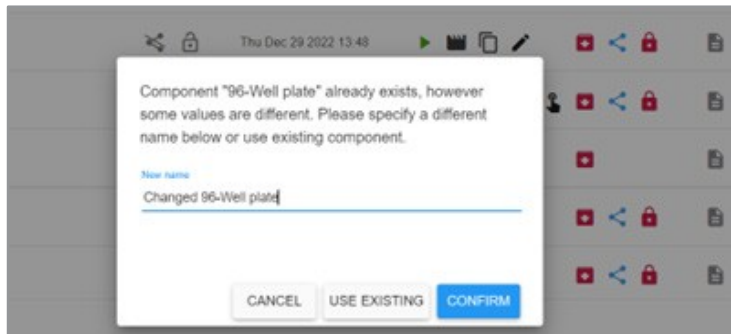 Thu Dec 29 2022 13:48
Component "96-Well plate" already exists, however
some values are different. Please specify a different
name below or use existing component.
New name
Changed 96-Well plate
CANCEL USE EXISTING CONFIRM